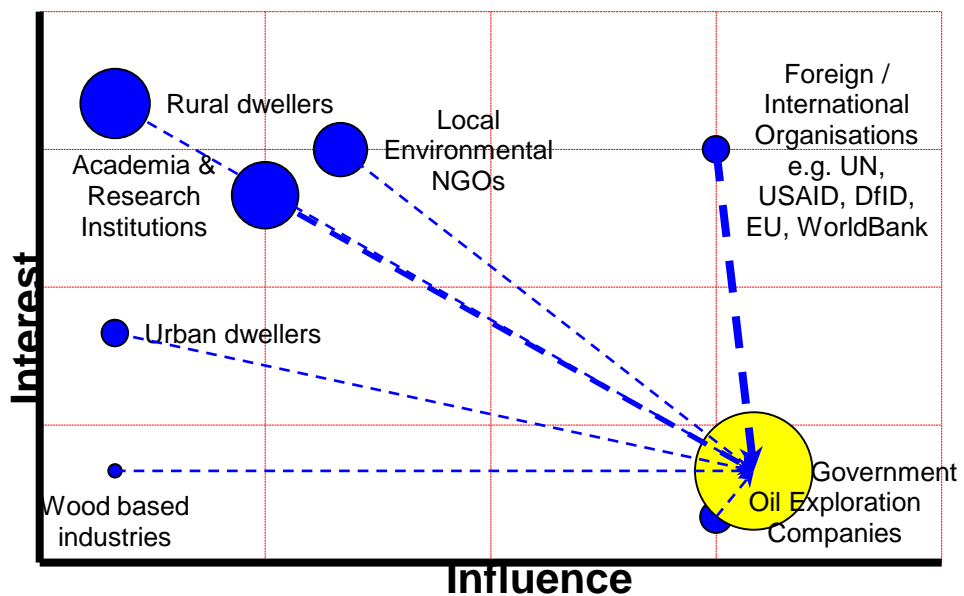 Foreign /
International
Organisations
e.g. UN,
USAID, DfID,
EU, WorldBank
Rural dwellers
Local
Environmental
NGOs
Academia &
Research
Institutions
Interest
Urban dwellers
Government
Oil Exploration
Companies
Wood based
industries
Influence